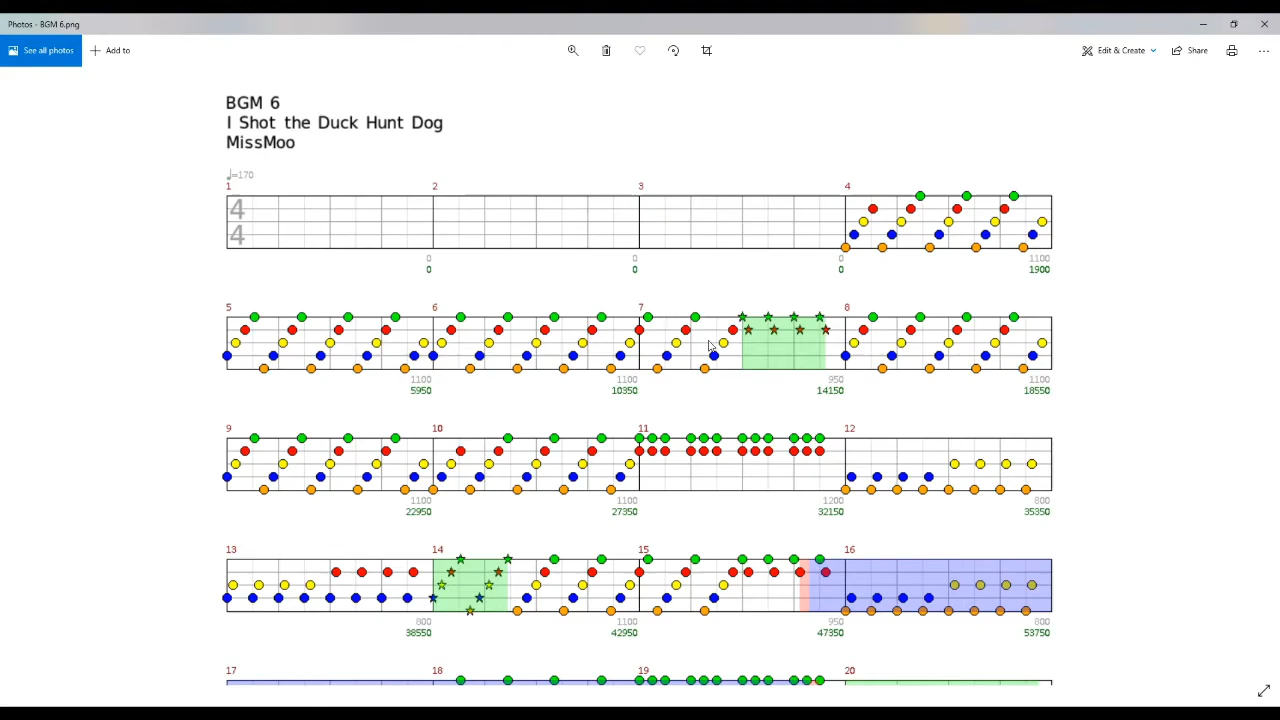 Photos - BGM 6.png
See all photos
Add to
Edit & Create
Share
BGM 6
I Shot the Duck Hunt Dog
MissMoo
♩=170
1 2 3 4
4
4
0 0 0 1100
0 0 0 1900
5 6 7 8
1100 1100 950 1100
5950 10350 14150 18550
9 10 11 12
1100 1100 1200 800
22950 27350 32150 35350
13 14 15 16
800 1100 950 800
38550 42950 47350 53750
17 18 19 20